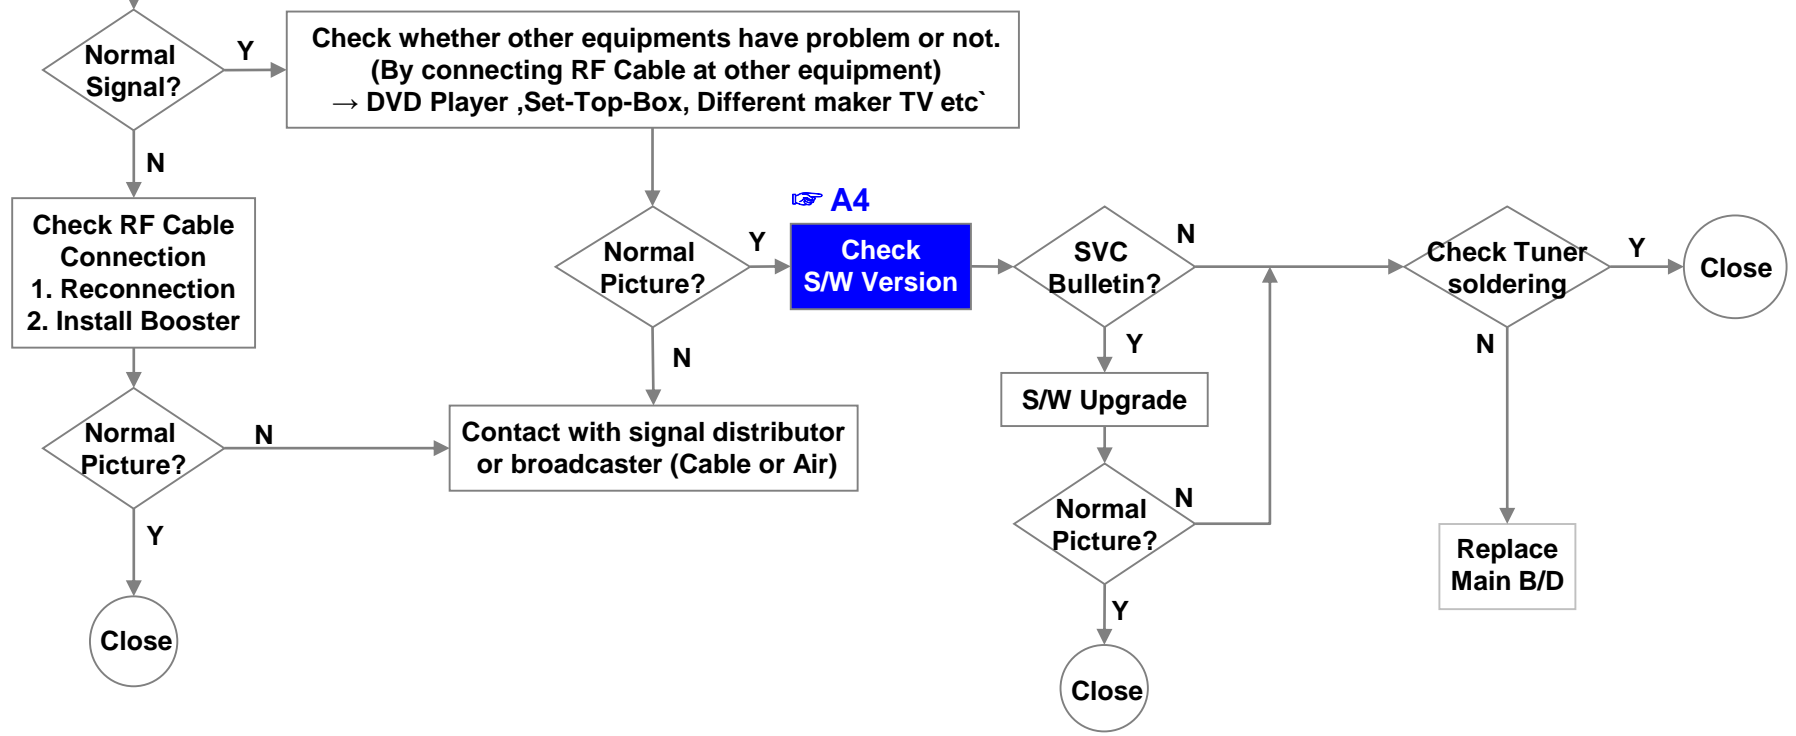 Normal
Signal?
Y
Check whether other equipments have problem or not.
(By connecting RF Cable at other equipment)
→ DVD Player ,Set-Top-Box, Different maker TV etc`
N
Check RF Cable
Connection
1. Reconnection
2. Install Booster
Normal
Picture?
N
Y
Close
Normal
Picture?
Y
N
Contact with signal distributor
or broadcaster (Cable or Air)
☞ A4
Check
S/W Version
SVC
Bulletin?
N
Y
S/W Upgrade
Normal
Picture?
N
Y
Close
Check Tuner
soldering
Y
Close
N
Replace
Main B/D